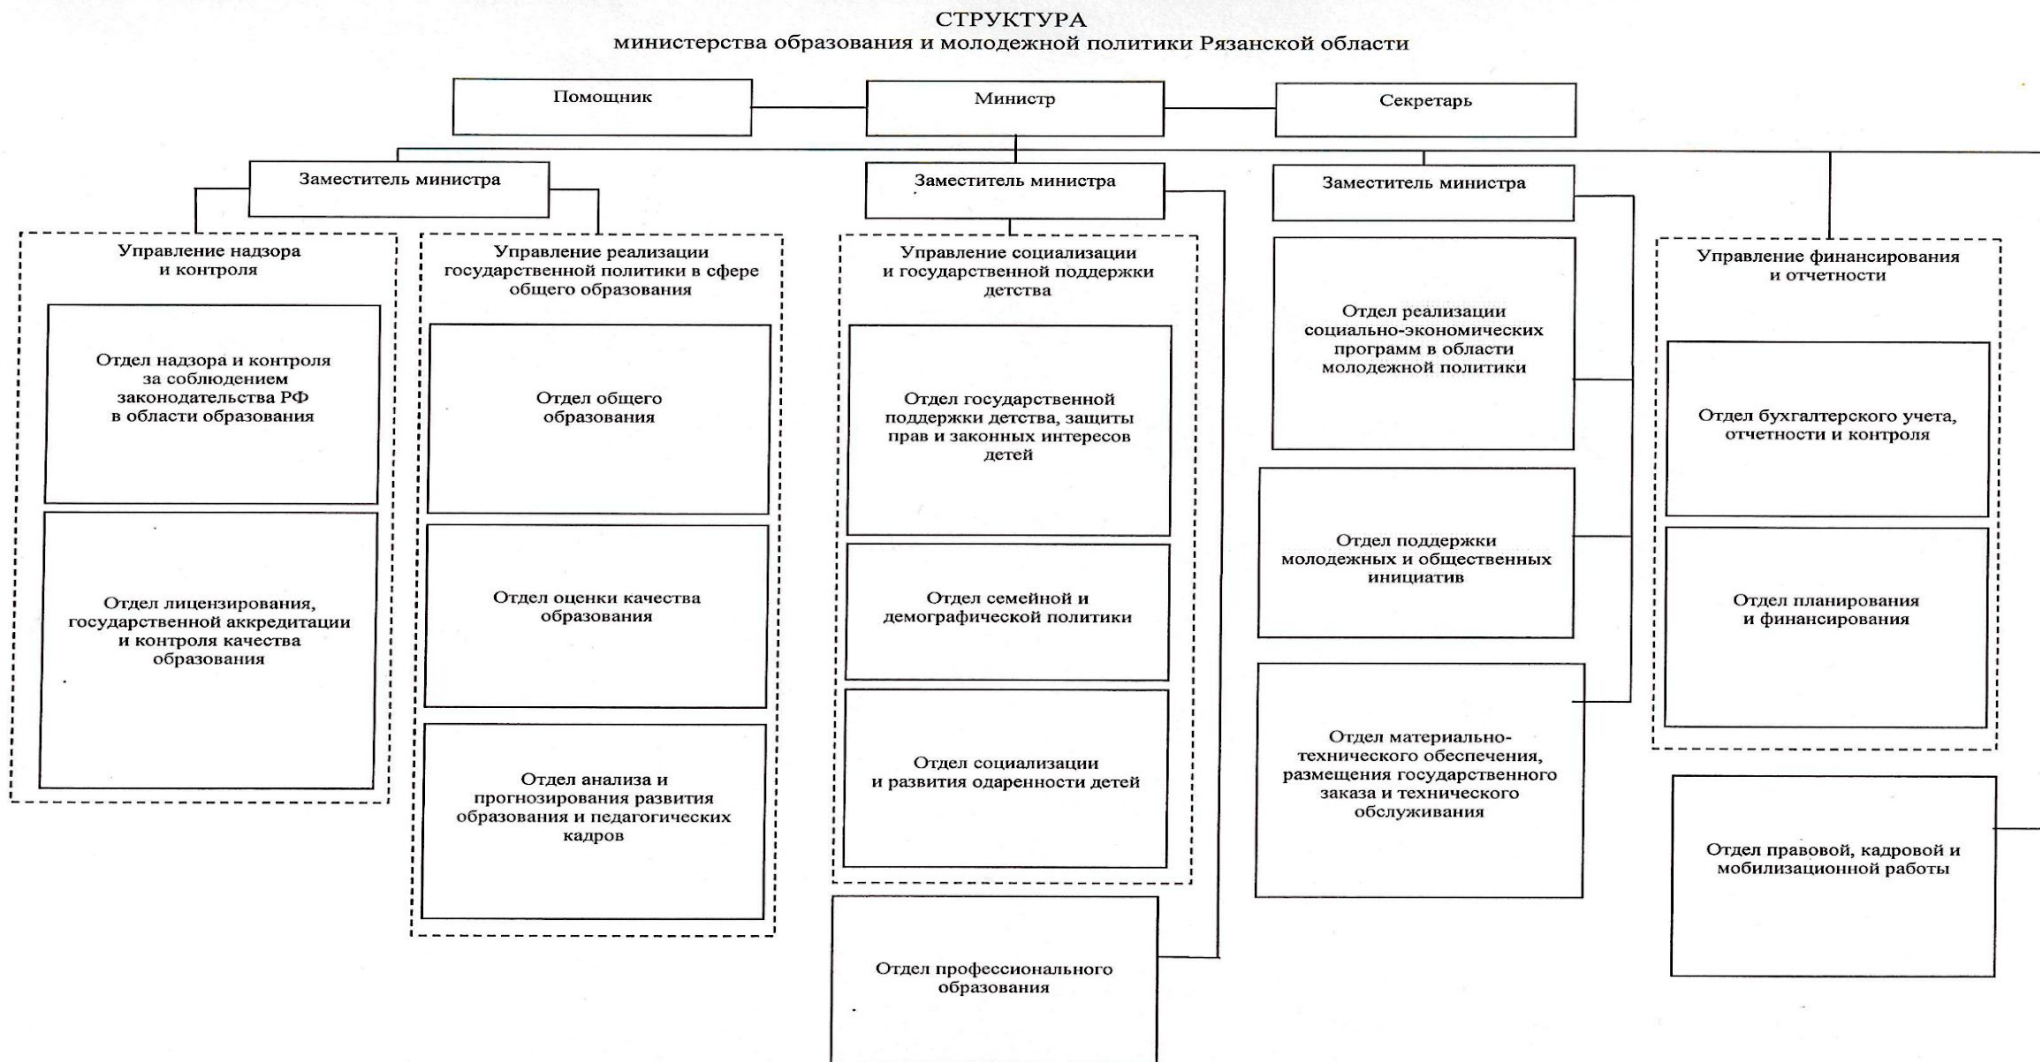 СТРУКТУРА
министерства образования и молодежной политики Рязанской области
Помощник
Министр
Секретарь
Заместитель министра
Заместитель министра
Заместитель министра
Управление надзора
и контроля
Отдел надзора и контроля
за соблюдением
законодательства РФ
в области образования
Отдел лицензирования,
государственной аккредитации
и контроля качества
образования
Управление реализации
государственной политики в сфере
общего образования
Отдел общего
образования
Отдел оценки качества
образования
Отдел анализа и
прогнозирования развития
образования и педагогических
кадров
Управление социализации
и государственной поддержки
детства
Отдел государственной
поддержки детства, защиты
прав и законных интересов
детей
Отдел семейной и
демографической политики
Отдел социализации
и развития одаренности детей
Отдел профессионального
образования
Отдел реализации
социально-экономических
программ в области
молодежной политики
Отдел поддержки
молодежных и общественных
инициатив
Отдел материально-
технического обеспечения,
размещения государственного
заказа и технического
обслуживания
Управление финансирования
и отчетности
Отдел бухгалтерского учета,
отчетности и контроля
Отдел планирования
и финансирования
Отдел правовой, кадровой и
мобилизационной работы